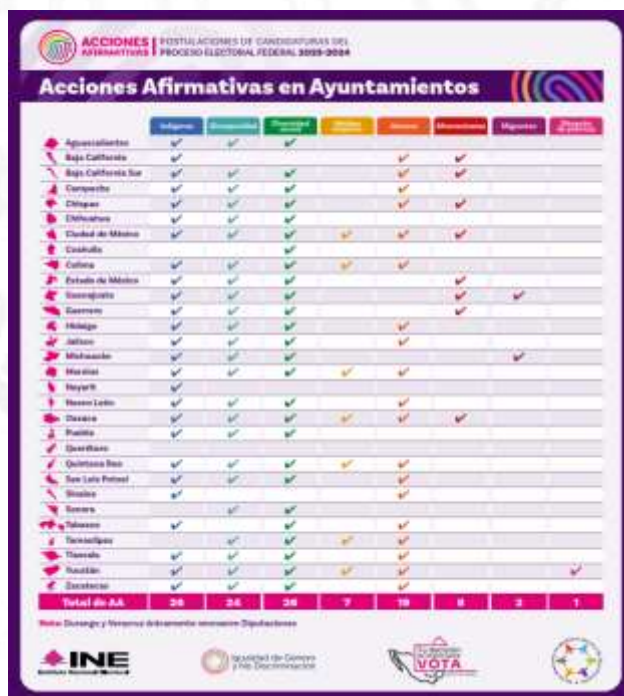 ACCIONES AFIRMATIVAS | POSTULACIONES DE CANDIDATURAS DEL PROCESO ELECTORAL FEDERAL 2023-2024
Acciones Afirmativas en Ayuntamientos
Indígena Discapacidad Diversidad sexual Migrantes
Aguascalientes ✓ ✓ ✓
Baja California ✓ ✓ ✓
Baja California Sur ✓ ✓ ✓ ✓ ✓
Campeche ✓ ✓ ✓ ✓
Chiapas ✓ ✓ ✓ ✓ ✓
Chihuahua ✓ ✓ ✓
Ciudad de México ✓ ✓ ✓ ✓ ✓ ✓
Coahuila ✓
Colima ✓ ✓ ✓ ✓ ✓
Estado de México ✓ ✓ ✓ ✓
Guanajuato ✓ ✓ ✓ ✓ ✓
Guerrero ✓ ✓ ✓ ✓
Hidalgo ✓ ✓ ✓ ✓
Jalisco ✓ ✓ ✓ ✓
Michoacán ✓ ✓ ✓ ✓
Morelos ✓ ✓ ✓ ✓ ✓
Nayarit ✓
Nuevo León ✓ ✓ ✓ ✓
Oaxaca ✓ ✓ ✓ ✓ ✓ ✓
Puebla ✓ ✓ ✓
Querétaro
Quintana Roo ✓ ✓ ✓ ✓ ✓
San Luis Potosí ✓ ✓ ✓ ✓
Sinaloa ✓ ✓
Sonora ✓ ✓
Tabasco ✓ ✓ ✓
Tamaulipas ✓ ✓ ✓ ✓
Tlaxcala ✓ ✓ ✓ ✓
Yucatán ✓ ✓ ✓ ✓ ✓ ✓
Zacatecas ✓ ✓ ✓ ✓
Total de AA 26 24 26 7 19 8 2 1
Nota: Durango y Veracruz únicamente renuevan Diputaciones
INE
Instituto Nacional Electoral
Igualdad de Género y No Discriminación
VOTA